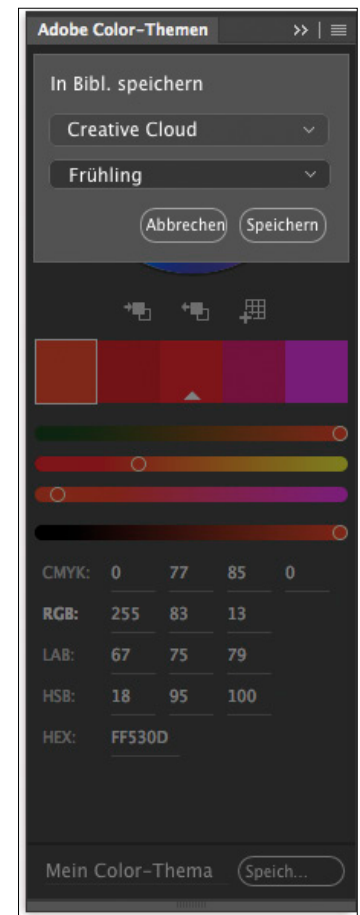 Adobe Color-Themen
In Bibl. speichern
Creative Cloud
Frühling
Abbrechen Speichern
CMYK: 0 77 85 0
RGB: 255 83 13
LAB: 67 75 79
HSB: 18 95 100
HEX: FF530D
Mein Color-Thema Speich...